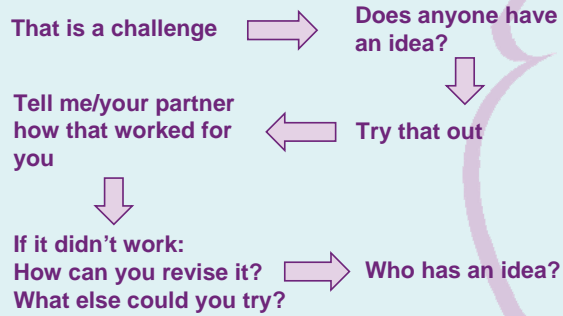 That is a challenge
Does anyone have
an idea?
Try that out
Tell me/your partner
how that worked for
you
If it didn't work:
How can you revise it?
What else could you try?
Who has an idea?